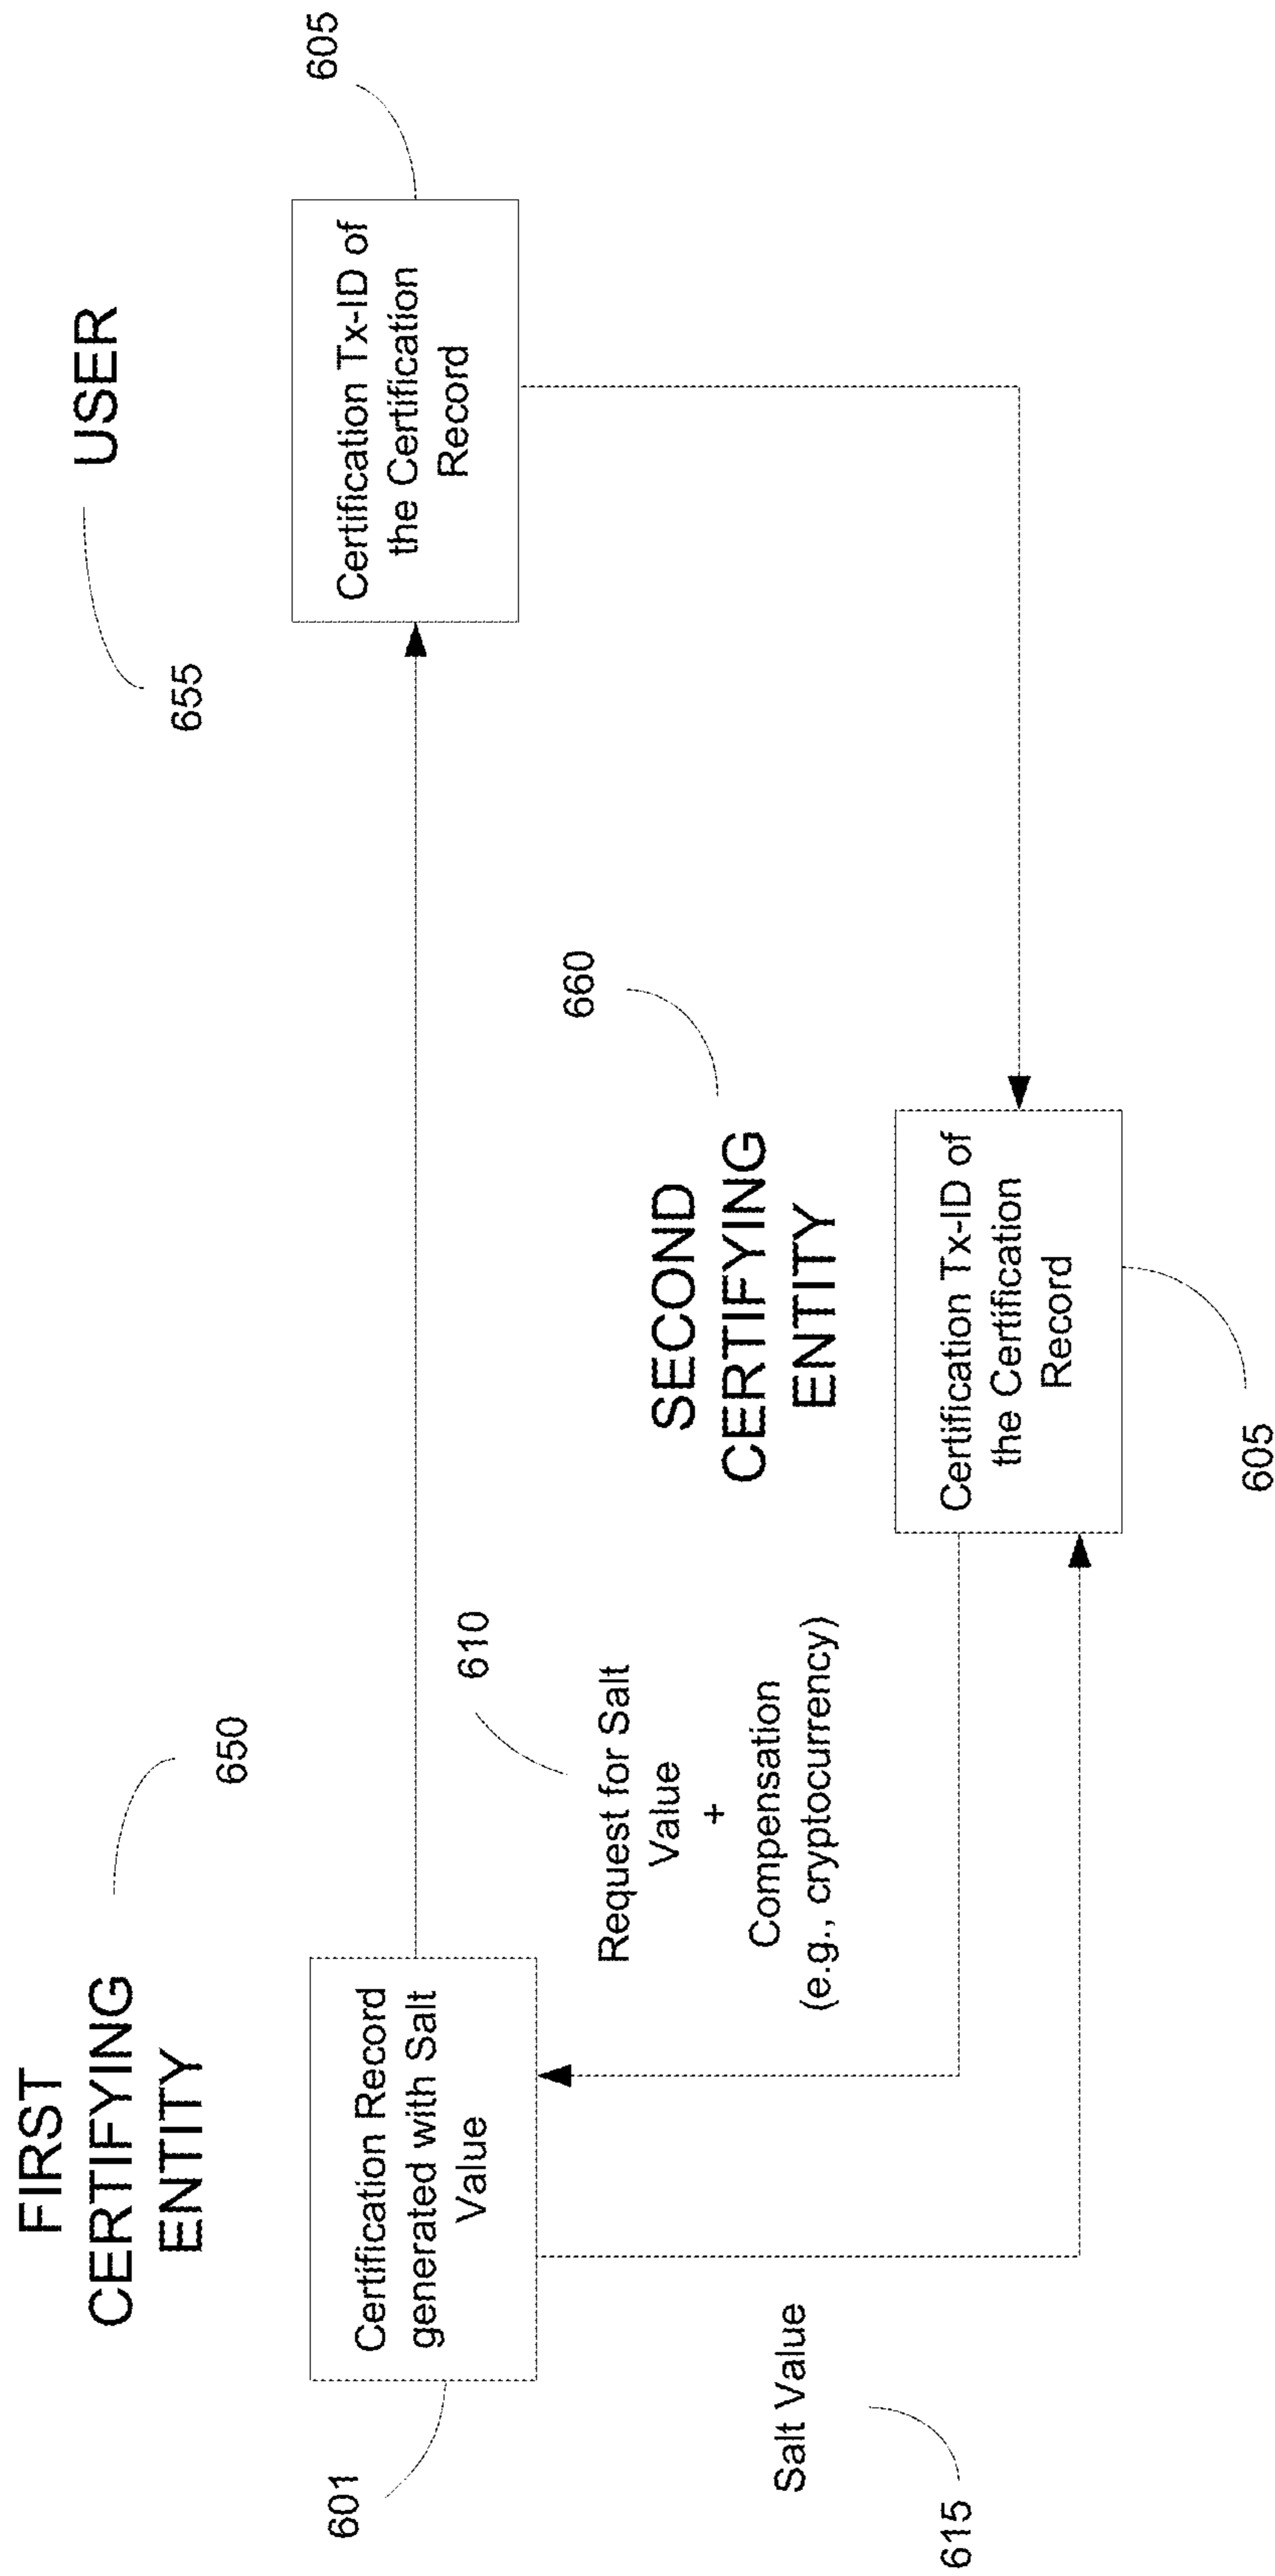 FIRST
CERTIFYING
ENTITY
650
USER
655
601
Certification Record
generated with Salt
Value
Certification Tx-ID of
the Certification
Record
605
610
Request for Salt
Value
+
Compensation
(e.g., cryptocurrency)
SECOND
CERTIFYING
ENTITY
660
Salt Value
615
Certification Tx-ID of
the Certification
Record
605